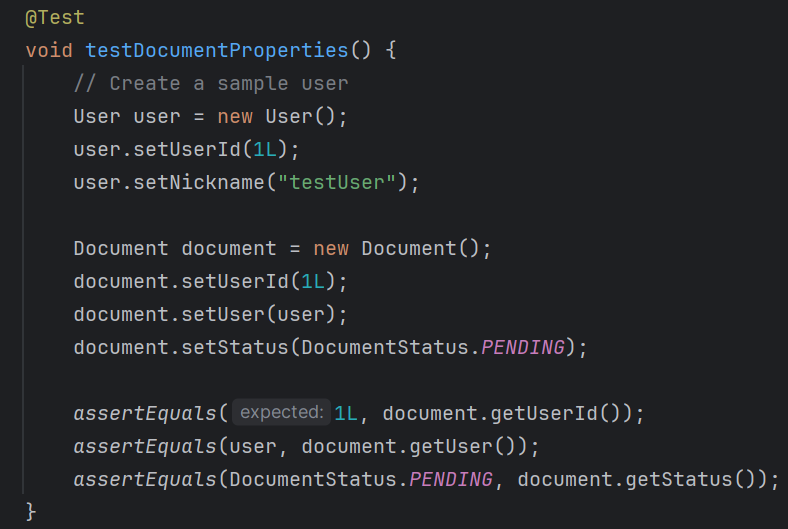 @Test
void testDocumentProperties() {
    // Create a sample user
    User user = new User();
    user.setUserId(1L);
    user.setNickname("testUser");

    Document document = new Document();
    document.setUserId(1L);
    document.setUser(user);
    document.setStatus(DocumentStatus.PENDING);

    assertEquals( expected: 1L, document.getUserId());
    assertEquals(user, document.getUser());
    assertEquals(DocumentStatus.PENDING, document.getStatus());
}